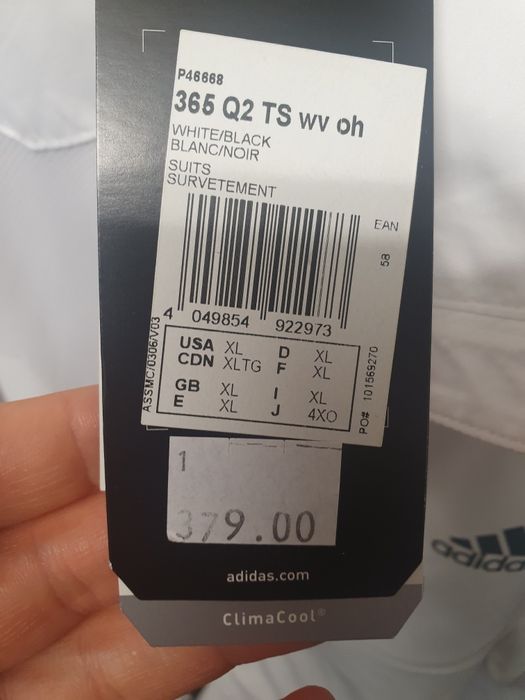 P46668
365 Q2 TS wv oh
WHITE/BLACK
BLANC/NOIR
SUITS
SURVETEMENT
EAN
58
4 049854 922973
USA XL D XL
CDN XLTG F XL
GB XL I XL
E XL J 4XO
ASSMC/0306/V03
PO# 101569270
1
379.00
adidas.com
ClimaCool®
adidas